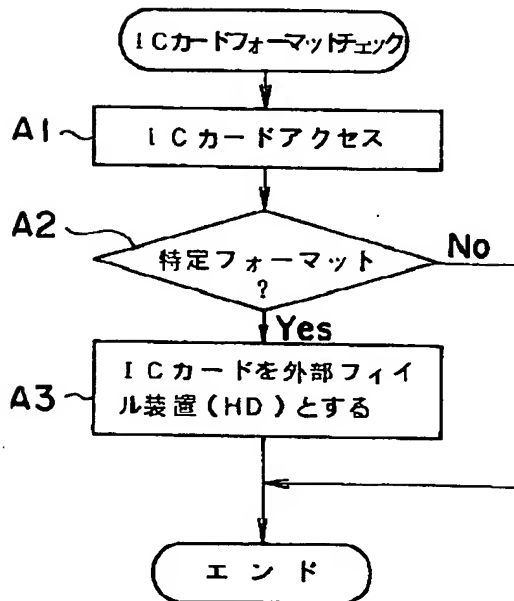 ICカードフォーマットチェック
A1
ICカードアクセス
A2
特定フォーマット
?
No
Yes
A3
ICカードを外部フィイ
ル装置(HD)とする
エンド